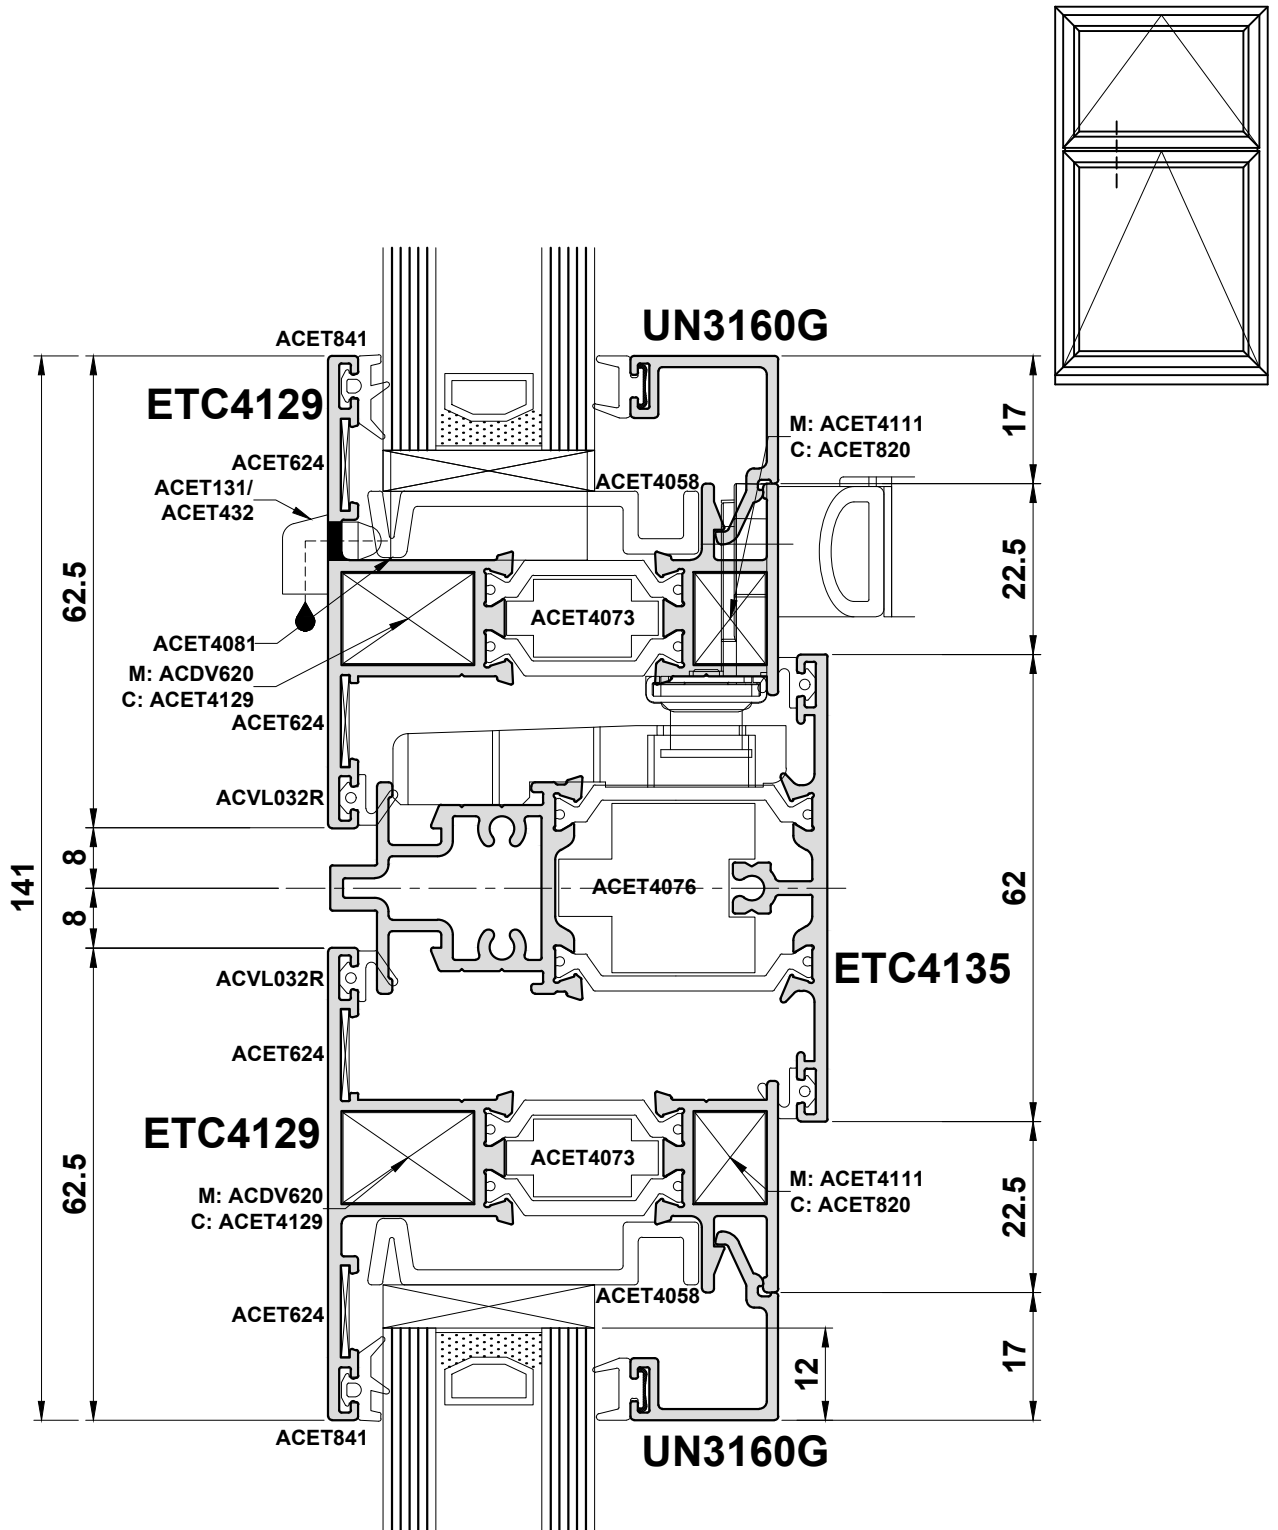 UN3160G
ACET841
ETC4129
M: ACET4111
C: ACET820
17
ACET624
ACET4058
ACET131/
ACET432
22.5
62.5
ACET4073
ACET4081
M: ACDV620
C: ACET4129
ACET624
ACVL032R
8
141
ACET4076
62
8
ETC4135
ACVL032R
ACET624
ETC4129
ACET4073
62.5
M: ACDV620
C: ACET4129
M: ACET4111
C: ACET820
22.5
ACET4058
ACET624
12
17
ACET841
UN3160G